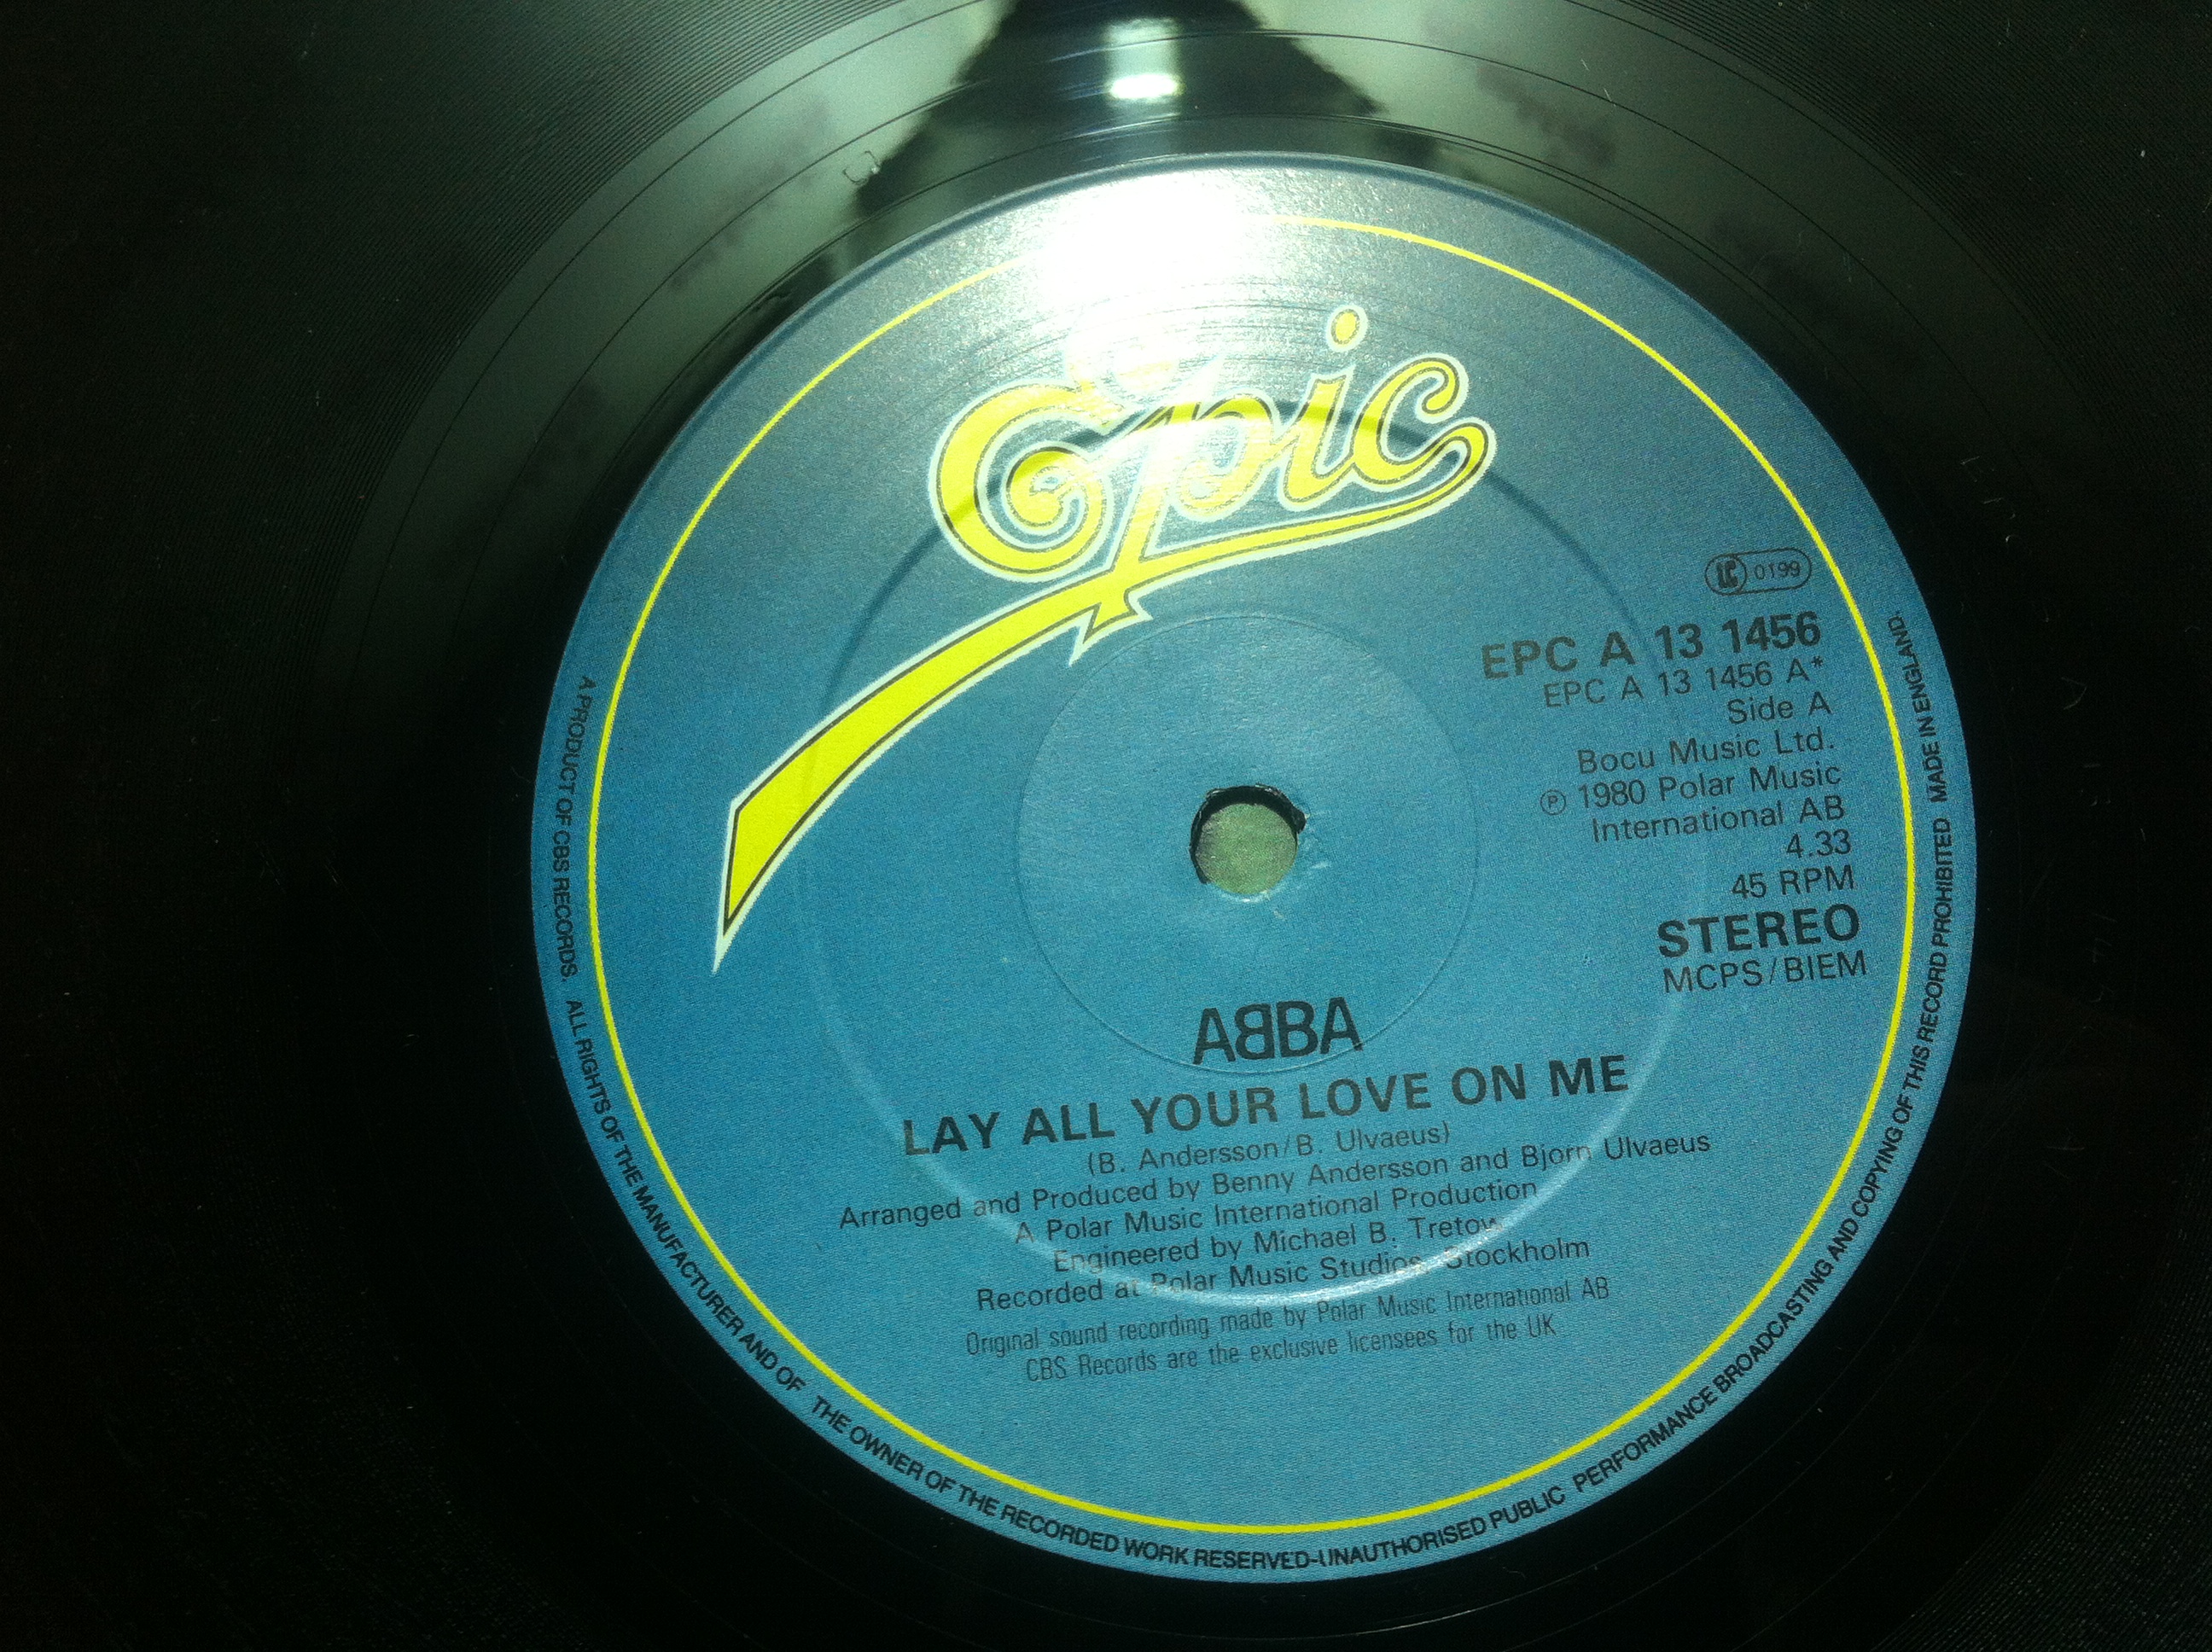 Epic
LC 0199
EPC A 13 1456
EPC A 13 1456 A*
Side A
Bocu Music Ltd.
℗ 1980 Polar Music
International AB
4.33
45 RPM
STEREO
MCPS/BIEM
ABBA
LAY ALL YOUR LOVE ON ME
(B. Andersson/B. Ulvaeus)
Arranged and Produced by Benny Andersson and Bjorn Ulvaeus
A Polar Music International Production
Engineered by Michael B. Tretow
Recorded at Polar Music Studios, Stockholm
Original sound recording made by Polar Music International AB
CBS Records are the exclusive licensees for the UK
A PRODUCT OF CBS RECORDS. ALL RIGHTS OF THE MANUFACTURER AND OF THE OWNER OF THE RECORDED WORK RESERVED-UNAUTHORISED PUBLIC PERFORMANCE BROADCASTING AND COPYING OF THIS RECORD PROHIBITED MADE IN ENGLAND.